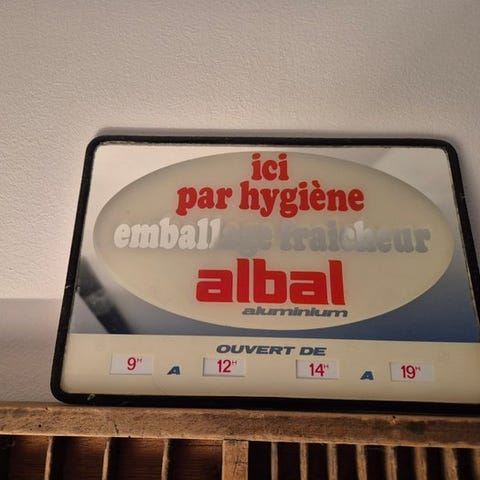 ici
par hygiène
emballage fraicheur
albal
aluminium
OUVERT DE
9H A 12H 14H A 19H